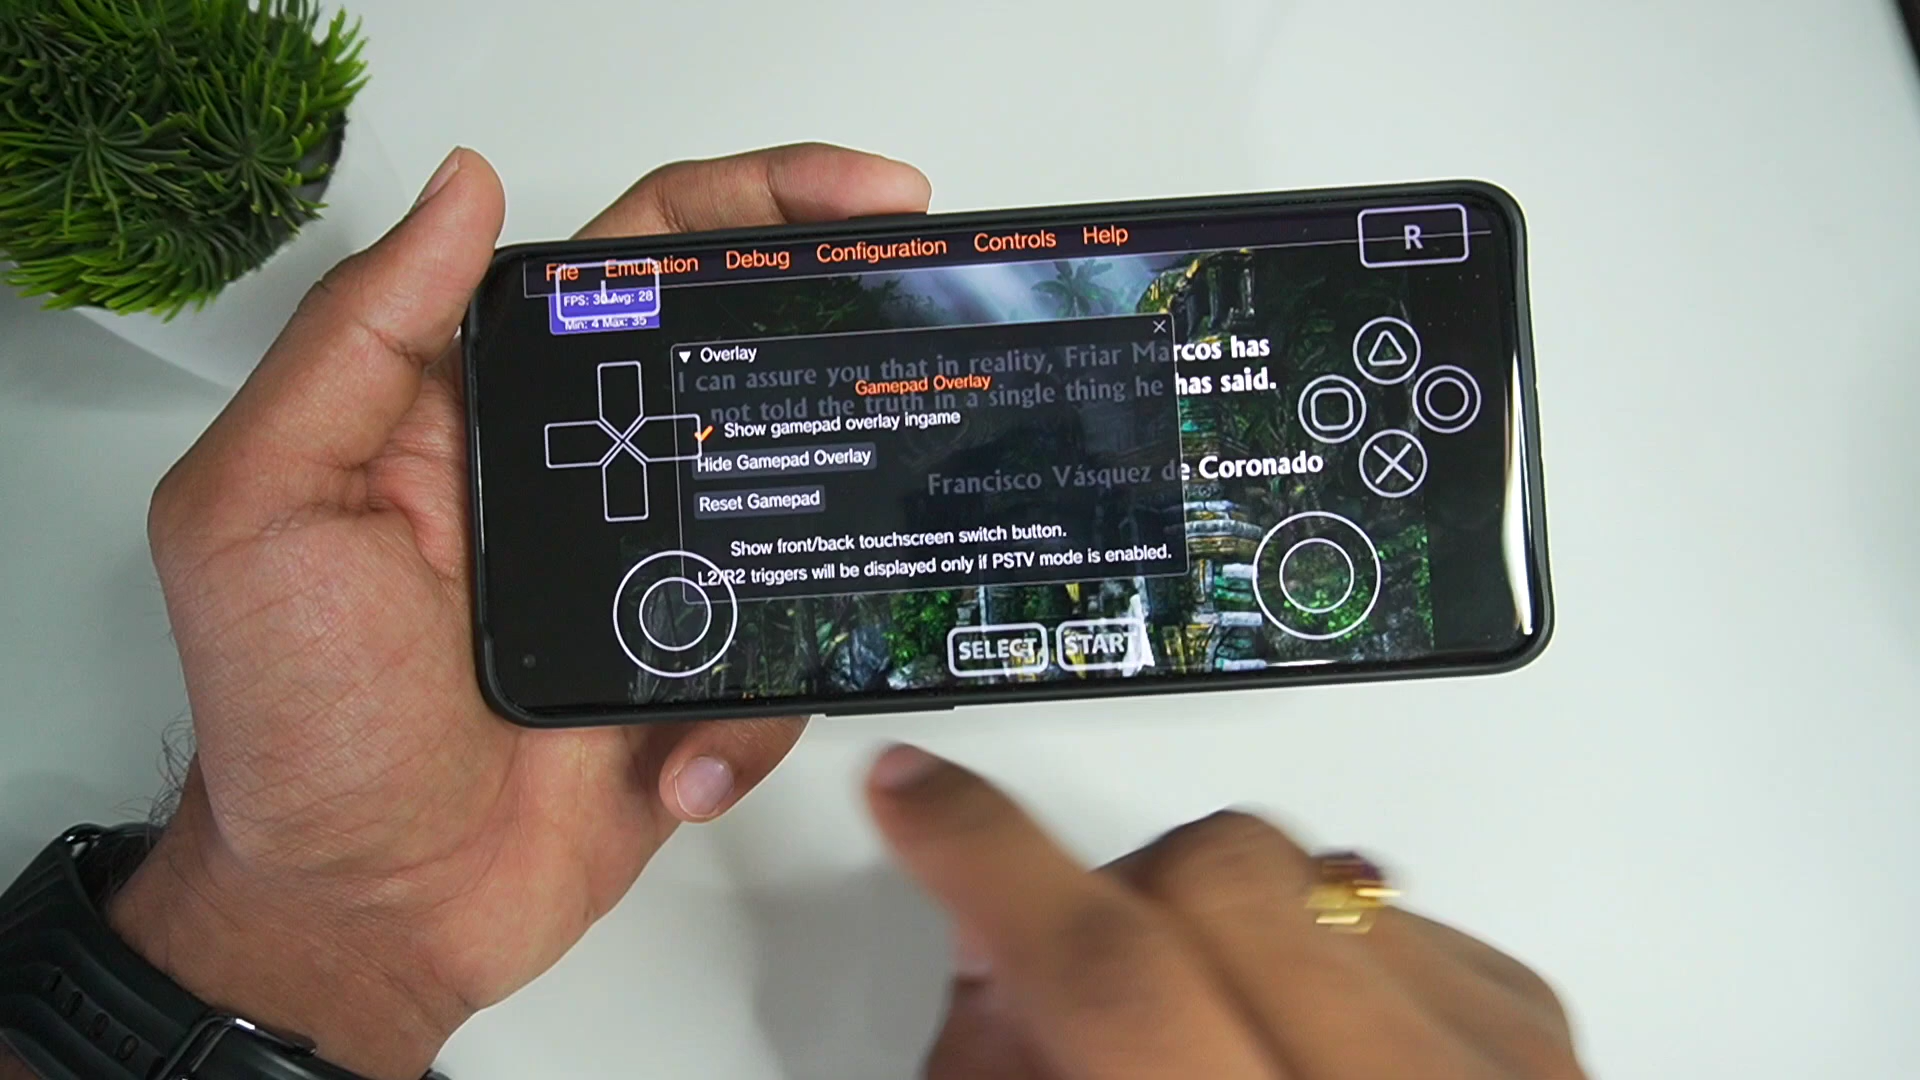 File Emulation Debug Configuration Controls Help
R
L
FPS: 30 Avg: 28
Min: 4 Max: 35
Overlay
I can assure you that in reality, Friar Marcos has
not told the truth in a single thing he has said.
Gamepad Overlay
Show gamepad overlay ingame
Hide Gamepad Overlay
Francisco Vásquez de Coronado
Reset Gamepad
Show front/back touchscreen switch button.
L2/R2 triggers will be displayed only if PSTV mode is enabled.
SELECT START